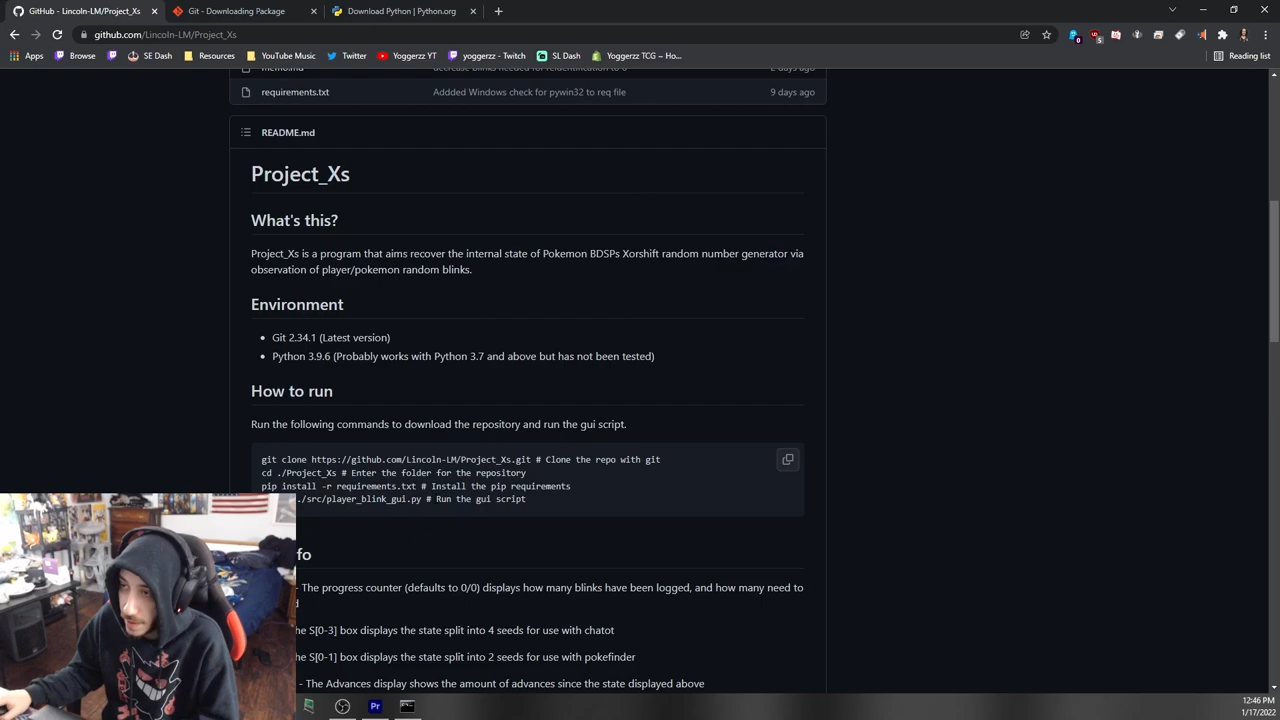 GitHub - Lincoln-LM/Project_Xs
Git - Downloading Package
Download Python | Python.org
github.com/Lincoln-LM/Project_Xs
Apps
Browse
SE Dash
Resources
YouTube Music
Twitter
Yoggerzz YT
yoggerzz - Twitch
SL Dash
Yoggerzz TCG ~ Ho...
Reading list
requirements.txt
Addded Windows check for pywin32 to req file
9 days ago
README.md
Project_Xs
What's this?
Project_Xs is a program that aims recover the internal state of Pokemon BDSPs Xorshift random number generator via
observation of player/pokemon random blinks.
Environment
Git 2.34.1 (Latest version)
Python 3.9.6 (Probably works with Python 3.7 and above but has not been tested)
How to run
Run the following commands to download the repository and run the gui script.
git clone https://github.com/Lincoln-LM/Project_Xs.git # Clone the repo with git
cd ./Project_Xs # Enter the folder for the repository
pip install -r requirements.txt # Install the pip requirements
./src/player_blink_gui.py # Run the gui script
fo
- The progress counter (defaults to 0/0) displays how many blinks have been logged, and how many need to
he S[0-3] box displays the state split into 4 seeds for use with chatot
he S[0-1] box displays the state split into 2 seeds for use with pokefinder
- The Advances display shows the amount of advances since the state displayed above
Pr
12:46 PM
1/17/2022